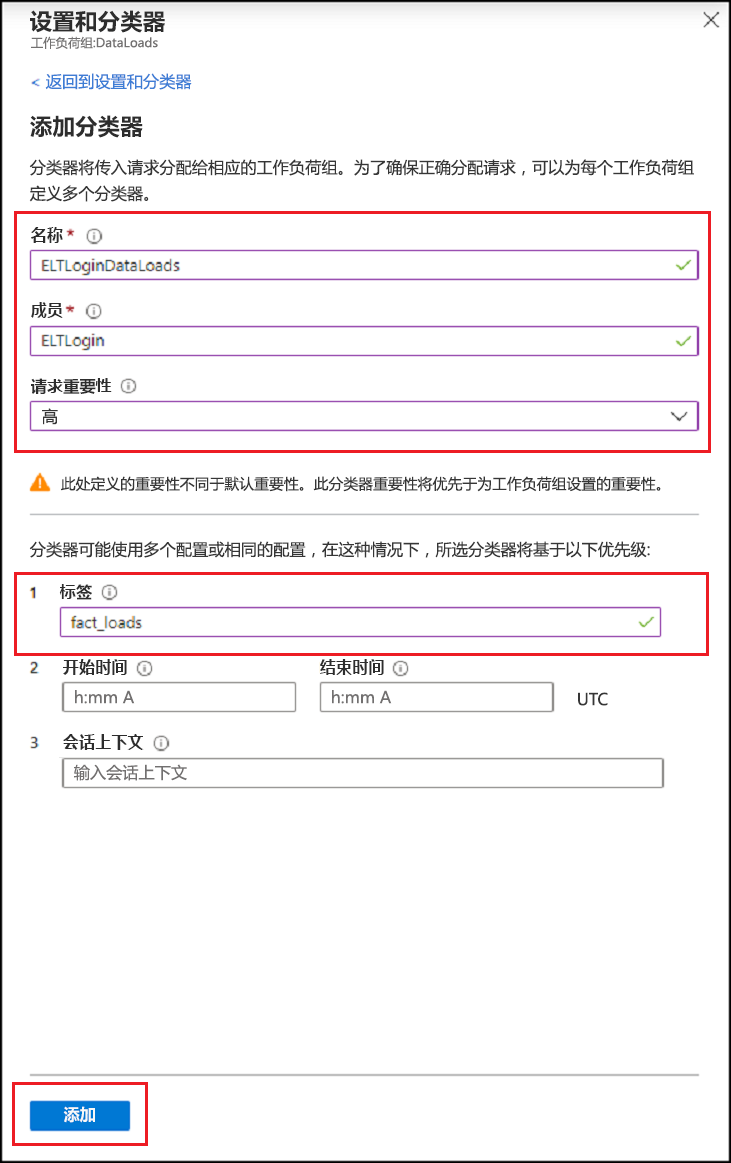 设置和分类器
工作负荷组:DataLoads
< 返回到设置和分类器
添加分类器
分类器将传入请求分配给相应的工作负荷组。为了确保正确分配请求，可以为每个工作负荷组
定义多个分类器。
名称*
ELTLoginDataLoads
成员*
ELTLogin
请求重要性
高
此处定义的重要性不同于默认重要性。此分类器重要性将优先于为工作负荷组设置的重要性。
分类器可能使用多个配置或相同的配置，在这种情况下，所选分类器将基于以下优先级:
1 标签
fact_loads
2 开始时间 结束时间
h:mm A h:mm A UTC
3 会话上下文
输入会话上下文
添加